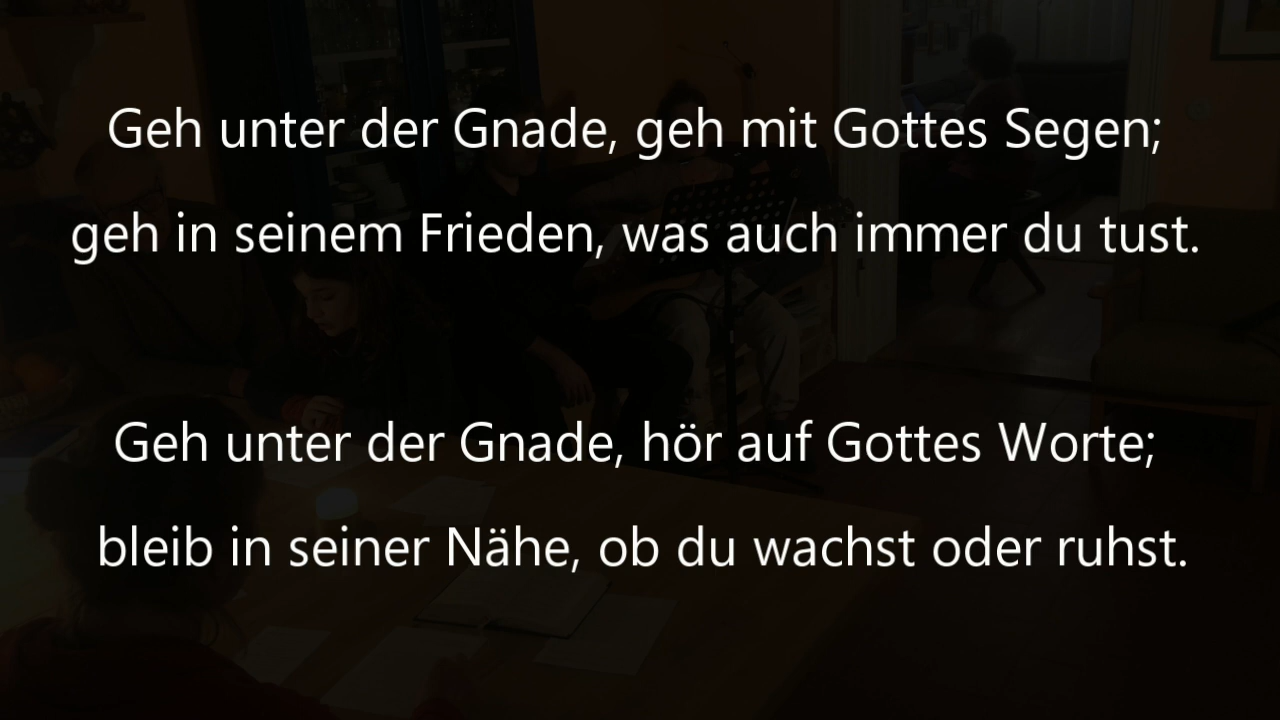 Geh unter der Gnade, geh mit Gottes Segen;
geh in seinem Frieden, was auch immer du tust.
Geh unter der Gnade, hör auf Gottes Worte;
bleib in seiner Nähe, ob du wachst oder ruhst.